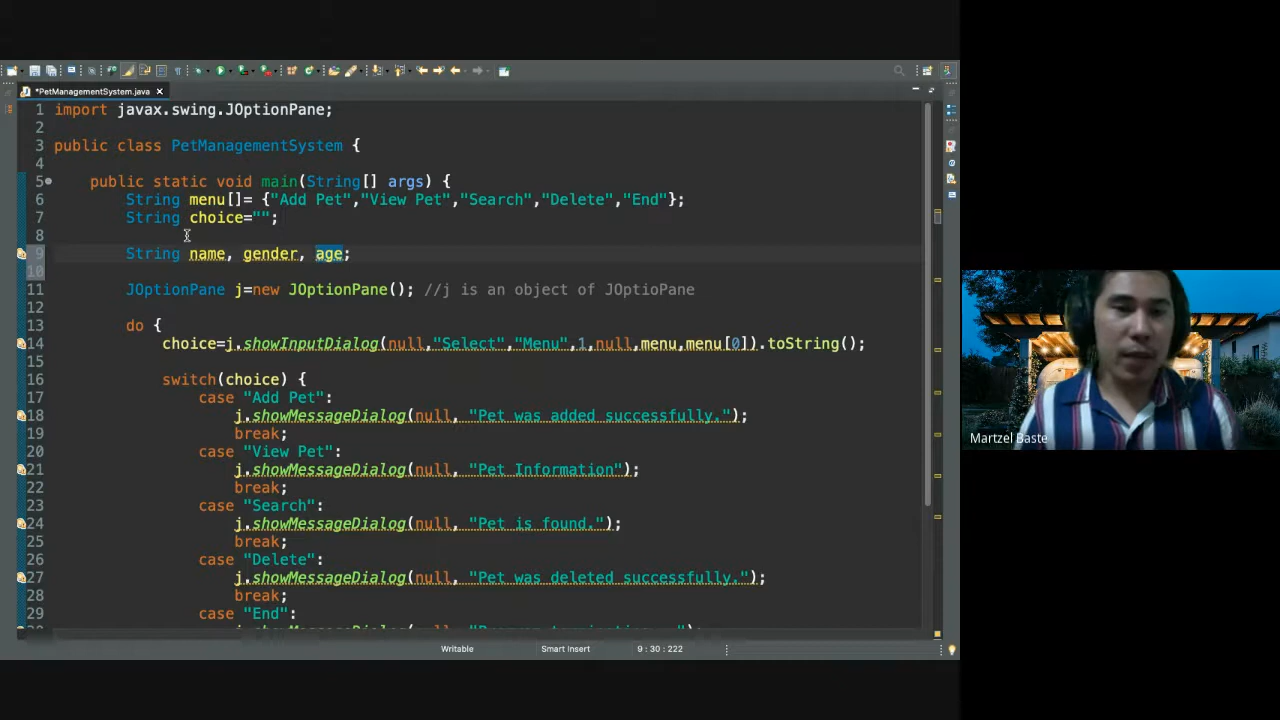 *PetManagementSystem.java
1 import javax.swing.JOptionPane;
2
3 public class PetManagementSystem {
4
5 public static void main(String[] args) {
6 String menu[]= {"Add Pet","View Pet","Search","Delete","End"};
7 String choice="";
8
9 String name, gender, age;
10
11 JOptionPane j=new JOptionPane(); //j is an object of JOptioPane
12
13 do {
14 choice=j.showInputDialog(null,"Select","Menu",1,null,menu,menu[0]).toString();
15
16 switch(choice) {
17 case "Add Pet":
18 j.showMessageDialog(null, "Pet was added successfully.");
19 break;
20 case "View Pet":
21 j.showMessageDialog(null, "Pet Information");
22 break;
23 case "Search":
24 j.showMessageDialog(null, "Pet is found.");
25 break;
26 case "Delete":
27 j.showMessageDialog(null, "Pet was deleted successfully.");
28 break;
29 case "End":
Writable Smart Insert 9 : 30 : 222
Martzel Baste